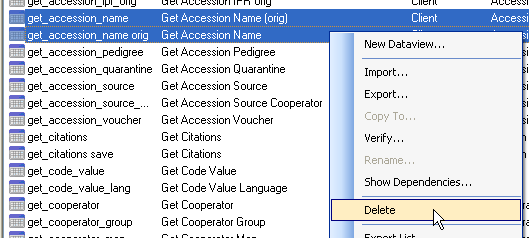 get_accession_ipr_orig Get Accession IPR orig Client Access
get_accession_name Get Accession Name (orig) Client Access
get_accession_name orig Get Accession Name
get_accession_pedigree Get Accession Pedigree
get_accession_quarantine Get Accession Quarantine
get_accession_source Get Accession Source
get_accession_source_... Get Accession Source Cooperator
get_accession_voucher Get Accession Voucher
get_citations Get Citations
get_citations save Get Citations
get_code_value Get Code Value
get_code_value_lang Get Code Value Language
get_cooperator Get Cooperator
get_cooperator_group Get Cooperator Group
get_cooperator_map Get Cooperator Map
New Dataview...
Import...
Export...
Copy To...
Verify...
Rename...
Show Dependencies...
Delete
Export List